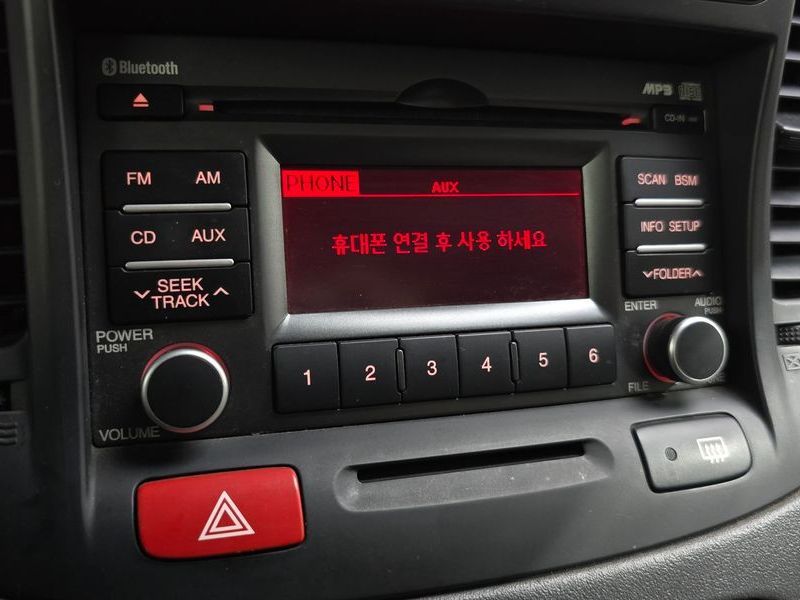 Bluetooth
MP3
CD-IN
FM AM
CD AUX
SEEK
TRACK
PHONE AUX
휴대폰 연결 후 사용 하세요
SCAN BSM
INFO SETUP
FOLDER
POWER
PUSH
VOLUME
1 2 3 4 5 6
ENTER
AUDIO
PUSH
FILE